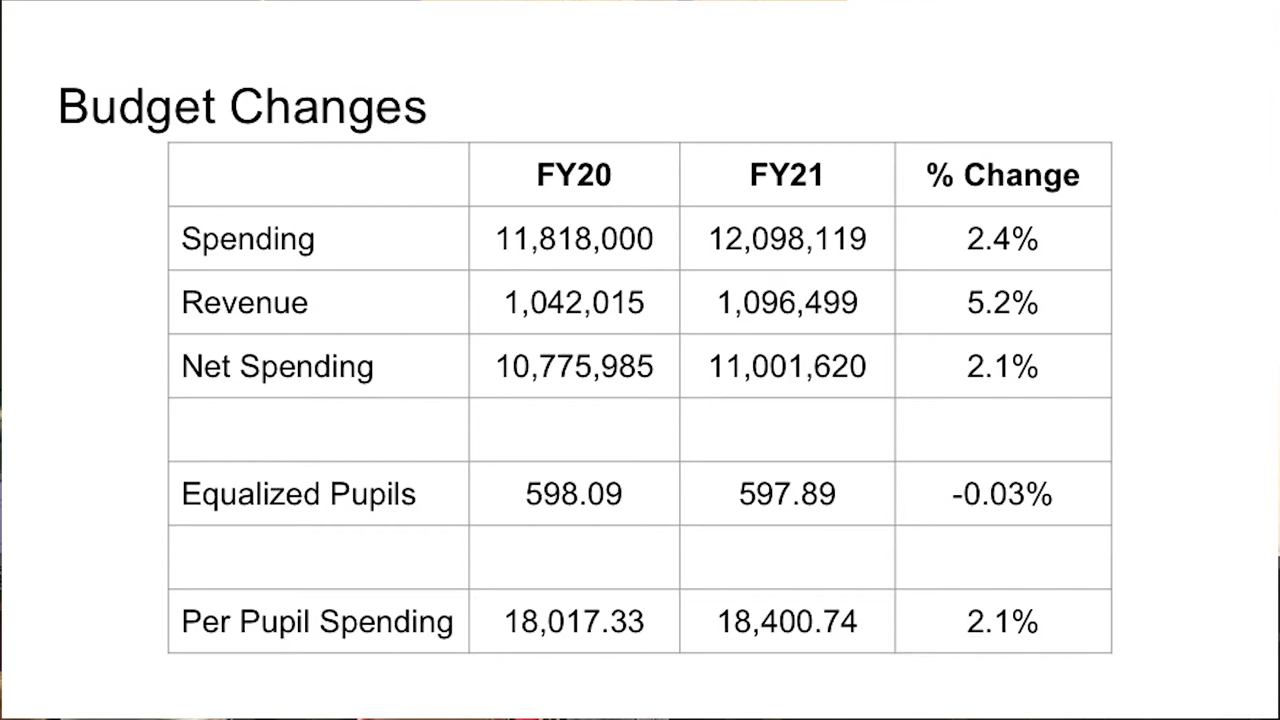 Budget Changes
FY20 FY21 % Change
Spending 11,818,000 12,098,119 2.4%
Revenue 1,042,015 1,096,499 5.2%
Net Spending 10,775,985 11,001,620 2.1%
Equalized Pupils 598.09 597.89 -0.03%
Per Pupil Spending 18,017.33 18,400.74 2.1%